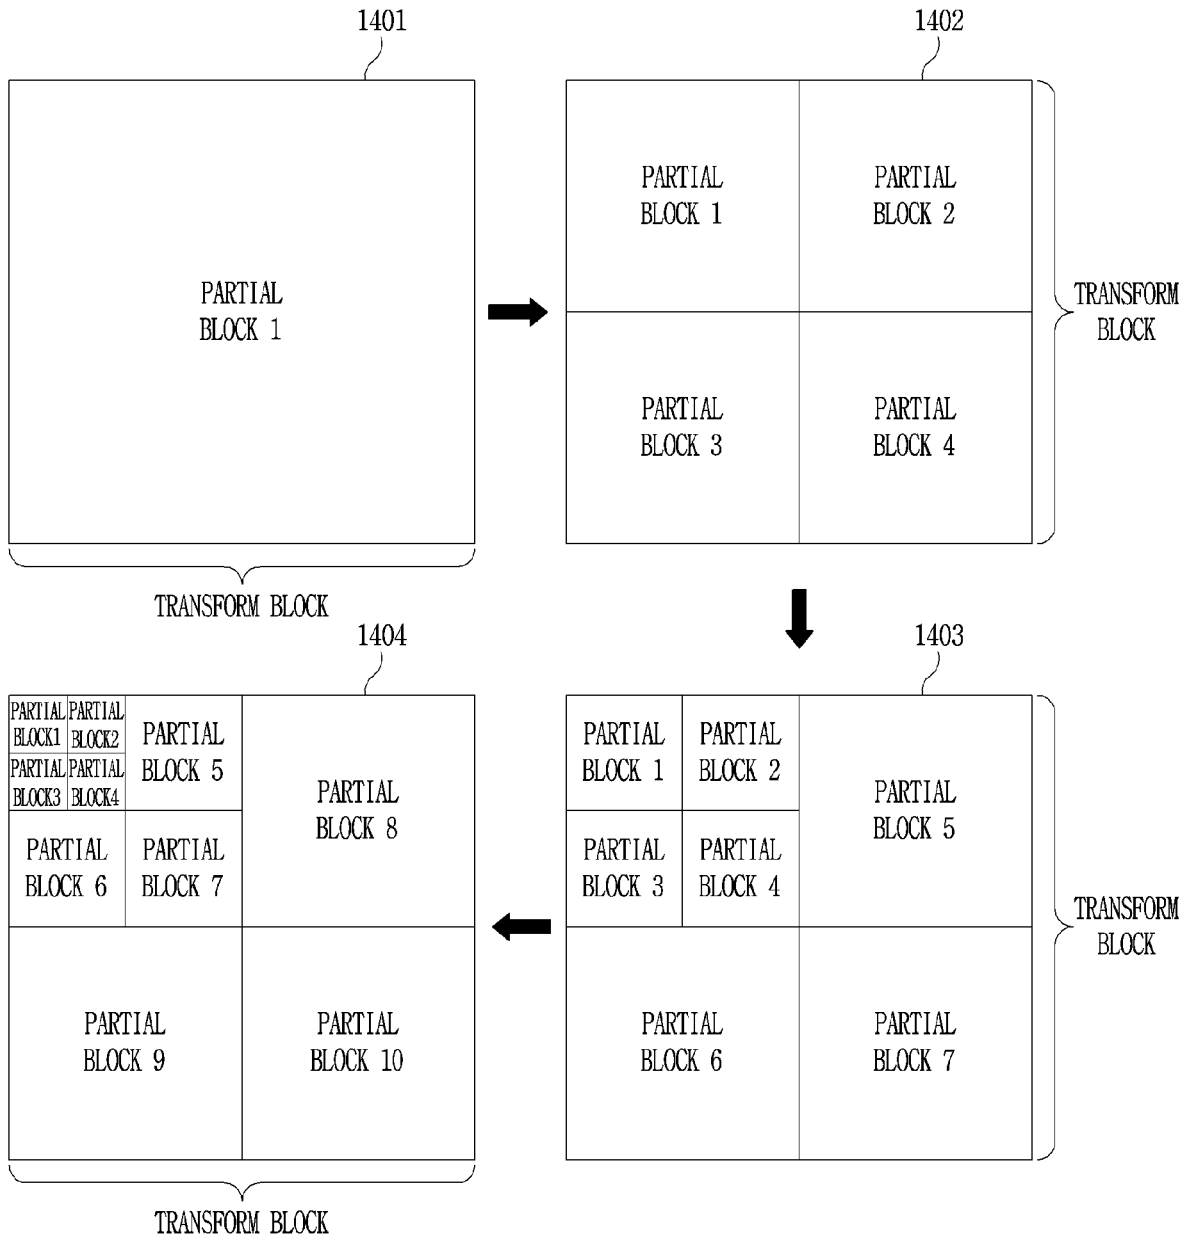 1401
1402
PARTIAL
BLOCK 1
PARTIAL
BLOCK 2
PARTIAL
BLOCK 1
TRANSFORM
BLOCK
PARTIAL
BLOCK 3
PARTIAL
BLOCK 4
TRANSFORM BLOCK
1404
1403
PARTIAL
BLOCK1
PARTIAL
BLOCK2
PARTIAL
BLOCK3
PARTIAL
BLOCK4
PARTIAL
BLOCK 5
PARTIAL
BLOCK 6
PARTIAL
BLOCK 7
PARTIAL
BLOCK 8
PARTIAL
BLOCK 9
PARTIAL
BLOCK 10
TRANSFORM BLOCK
PARTIAL
BLOCK 1
PARTIAL
BLOCK 2
PARTIAL
BLOCK 3
PARTIAL
BLOCK 4
PARTIAL
BLOCK 5
PARTIAL
BLOCK 6
PARTIAL
BLOCK 7
TRANSFORM
BLOCK